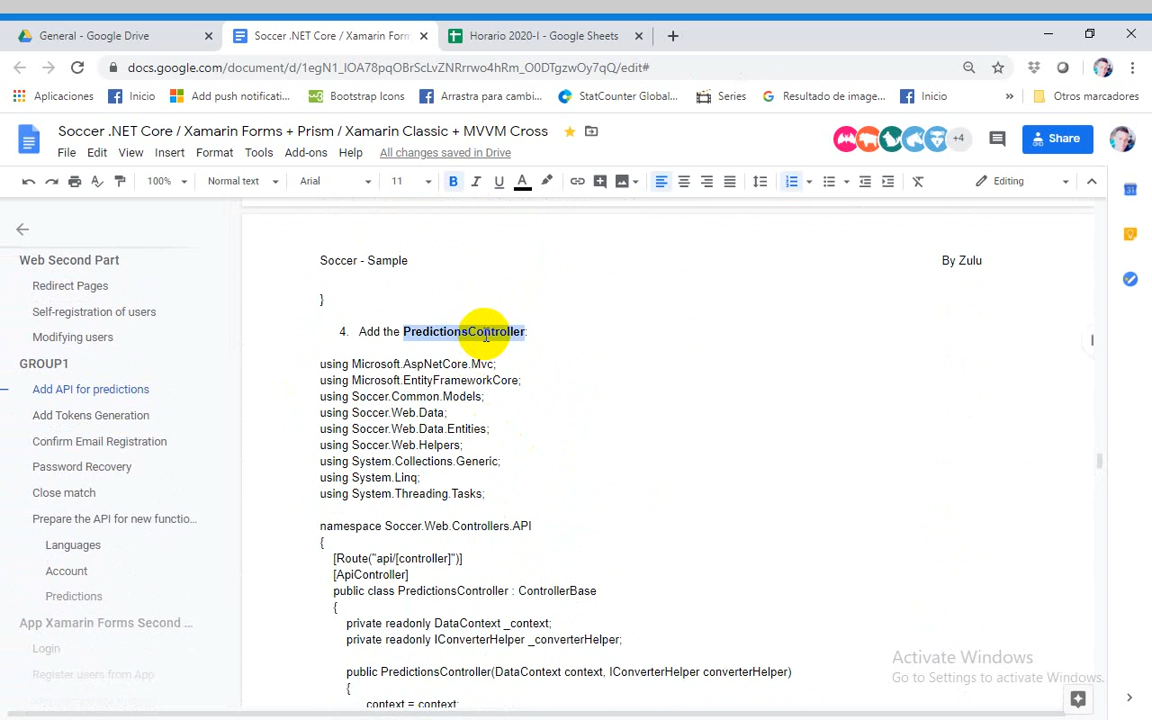 General - Google Drive
Soccer .NET Core / Xamarin Form
Horario 2020-I - Google Sheets
docs.google.com/document/d/1egN1_IOA78pqOBrScLvZNRrrwo4hRm_O0DTgzwOy7qQ/edit#
Aplicaciones
Inicio
Add push notificati...
Bootstrap Icons
Arrastra para cambi...
StatCounter Global...
Series
Resultado de image...
Inicio
»
Otros marcadores
Soccer .NET Core / Xamarin Forms + Prism / Xamarin Classic + MVVM Cross
+4
Share
File Edit View Insert Format Tools Add-ons Help All changes saved in Drive
100% Normal text Arial 11 B I U A Editing
Web Second Part
Redirect Pages
Self-registration of users
Modifying users
GROUP1
Add API for predictions
Add Tokens Generation
Confirm Email Registration
Password Recovery
Close match
Prepare the API for new functio...
Languages
Account
Predictions
App Xamarin Forms Second ...
Login
Register users from App
Soccer - Sample
By Zulu
}
4. Add the PredictionsController:
using Microsoft.AspNetCore.Mvc;
using Microsoft.EntityFrameworkCore;
using Soccer.Common.Models;
using Soccer.Web.Data;
using Soccer.Web.Data.Entities;
using Soccer.Web.Helpers;
using System.Collections.Generic;
using System.Linq;
using System.Threading.Tasks;
namespace Soccer.Web.Controllers.API
{
[Route("api/[controller]")]
[ApiController]
public class PredictionsController : ControllerBase
{
private readonly DataContext _context;
private readonly IConverterHelper _converterHelper;
public PredictionsController(DataContext context, IConverterHelper converterHelper)
{
_context = context;
Activate Windows
Go to Settings to activate Windows.